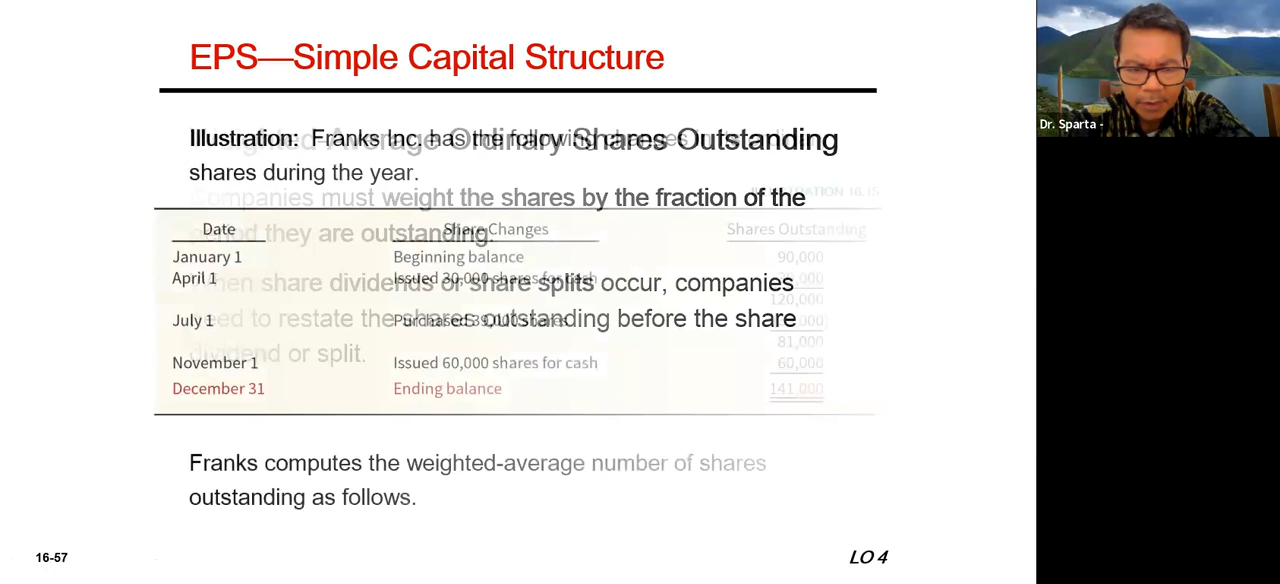 EPS—Simple Capital Structure
Illustration: Franks Inc. has the following changes in its
Weighted Average Ordinary Shares Outstanding
shares during the year.
Companies must weight the shares by the fraction of the
period they are outstanding.
ILLUSTRATION 16.15
Date Share Changes Shares Outstanding
January 1 Beginning balance 90,000
April 1 Issued 30,000 shares for cash 30,000
120,000
When share dividends or share splits occur, companies
need to restate the shares outstanding before the share
dividend or split.
July 1 Purchased 39,000 shares
81,000
November 1 Issued 60,000 shares for cash 60,000
December 31 Ending balance 141,000
Franks computes the weighted-average number of shares
outstanding as follows.
16-57
LO 4
Dr. Sparta -